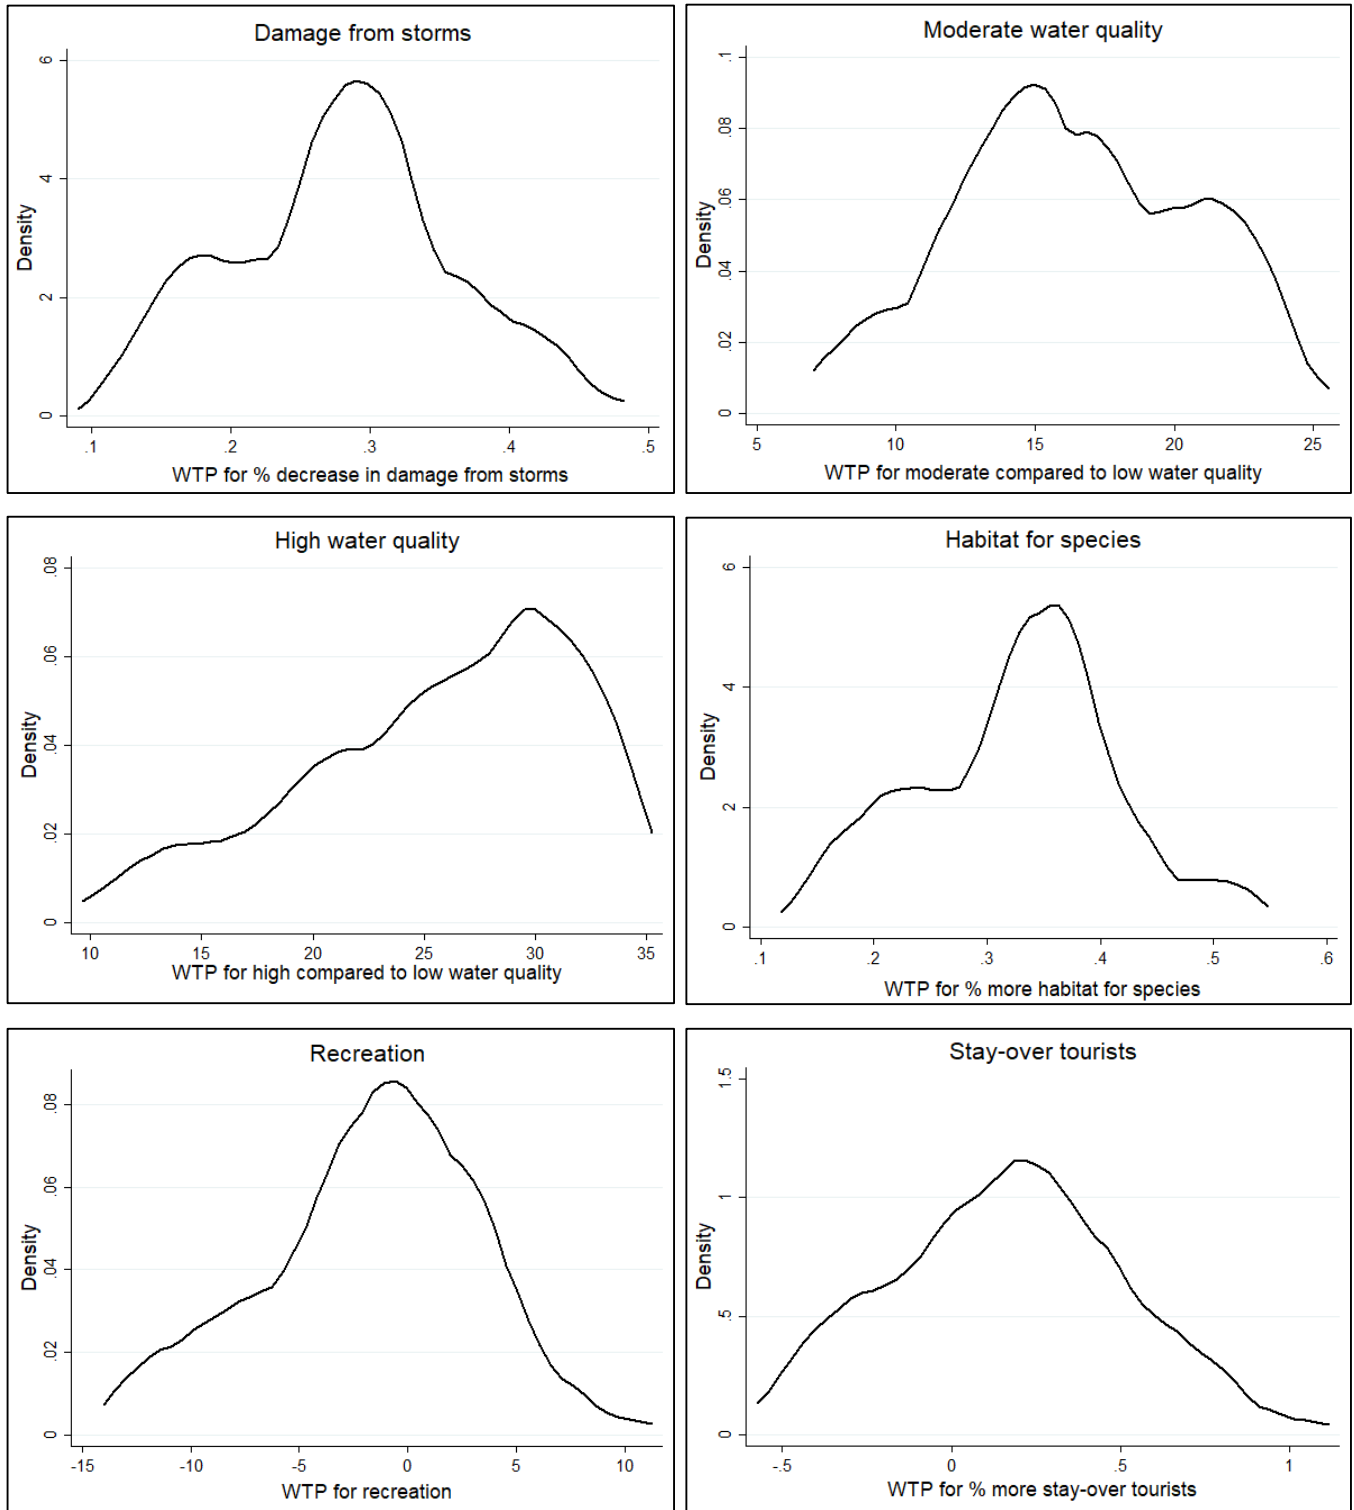 Damage from storms
Density
6
4
2
0
.1 .2 .3 .4 .5
WTP for % decrease in damage from storms
Moderate water quality
Density
.1
.08
.06
.04
.02
0
5 10 15 20 25
WTP for moderate compared to low water quality
High water quality
Density
.08
.06
.04
.02
0
10 15 20 25 30 35
WTP for high compared to low water quality
Habitat for species
Density
6
4
2
0
.1 .2 .3 .4 .5 .6
WTP for % more habitat for species
Recreation
Density
.08
.06
.04
.02
0
-15 -10 -5 0 5 10
WTP for recreation
Stay-over tourists
Density
1.5
1
.5
0
-.5 0 .5 1
WTP for % more stay-over tourists